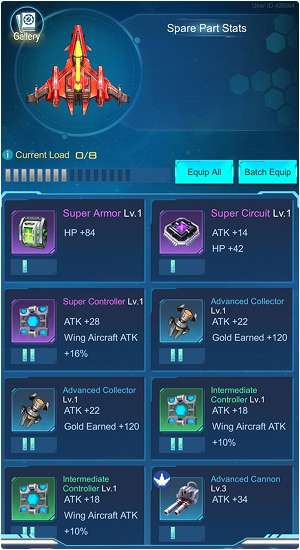 Gallery
Spare Part Stats
Current Load 0/8
Equip All
Batch Equip
Super Armor Lv.1
HP +84
Super Circuit Lv.1
ATK +14
HP +42
Super Controller Lv.1
ATK +28
Wing Aircraft ATK
+16%
Advanced Collector
Lv.1
ATK +22
Gold Earned +120
Advanced Collector
Lv.1
ATK +22
Gold Earned +120
Intermediate
Controller Lv.1
ATK +18
Wing Aircraft ATK
+10%
Intermediate
Controller Lv.1
ATK +18
Wing Aircraft ATK
+10%
Advanced Cannon
Lv.3
ATK +34